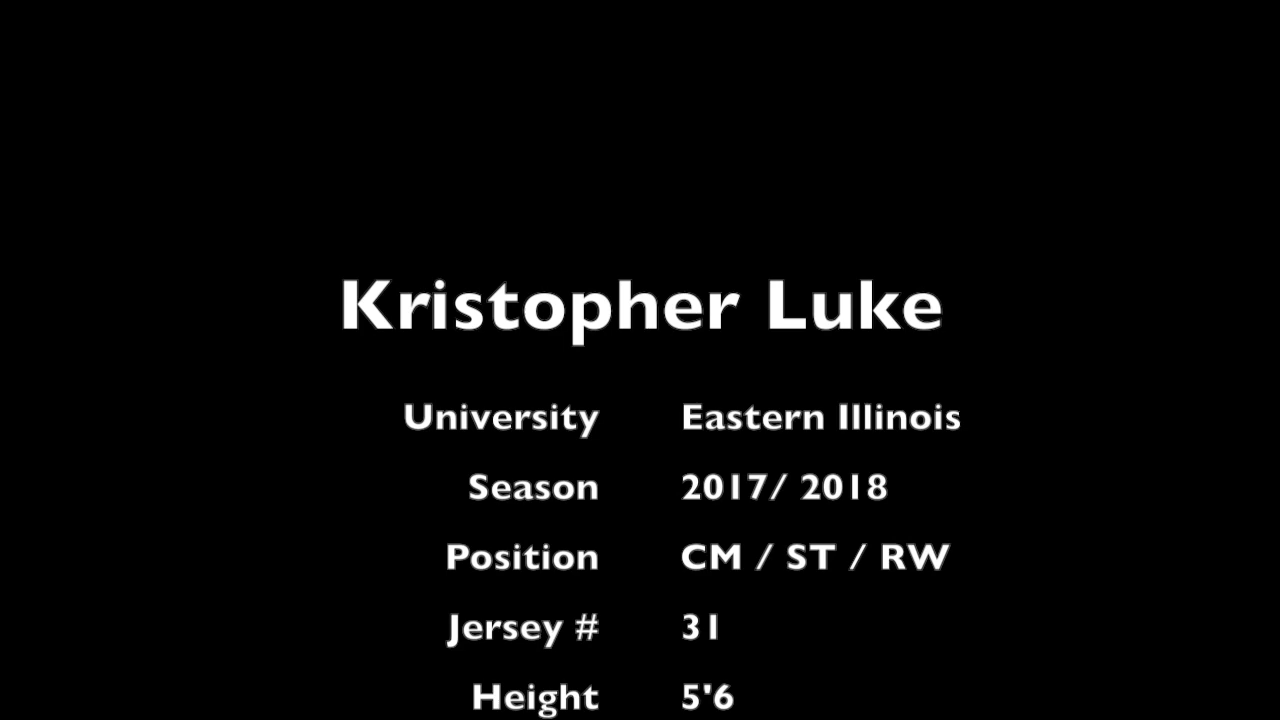 Kristopher Luke
University Eastern Illinois
Season 2017/ 2018
Position CM / ST / RW
Jersey # 31
Height 5'6